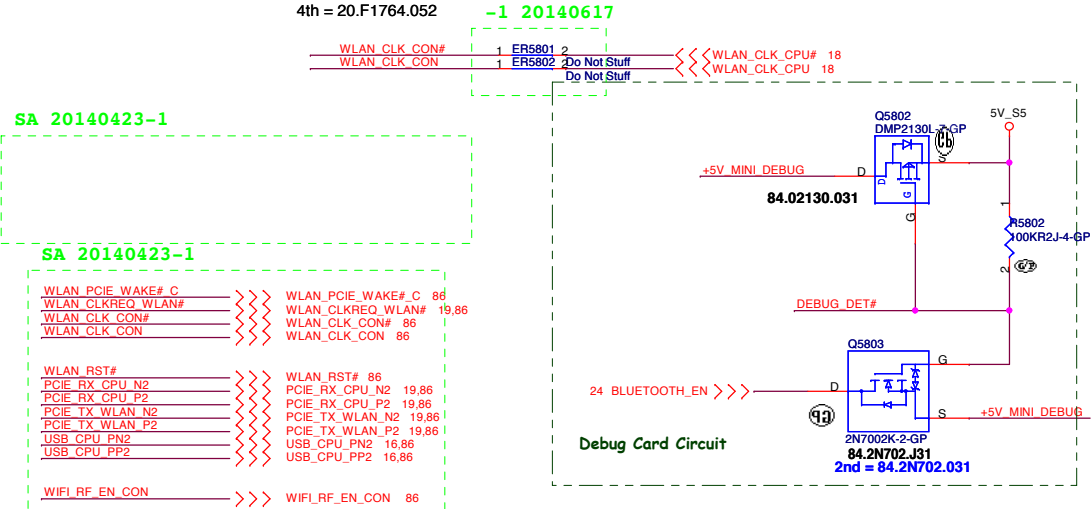 4th = 20.F1764.052
-1 20140617
WLAN_CLK_CON# 1 ER5801 2 WLAN_CLK_CPU# 18
WLAN_CLK_CON 1 ER5802 2 Do Not Stuff WLAN_CLK_CPU 18
Do Not Stuff
SA 20140423-1
SA 20140423-1
WLAN_PCIE_WAKE#_C WLAN_PCIE_WAKE#_C 86
WLAN_CLKREQ_WLAN# WLAN_CLKREQ_WLAN# 19,86
WLAN_CLK_CON# WLAN_CLK_CON# 86
WLAN_CLK_CON WLAN_CLK_CON 86
WLAN_RST# WLAN_RST# 86
PCIE_RX_CPU_N2 PCIE_RX_CPU_N2 19,86
PCIE_RX_CPU_P2 PCIE_RX_CPU_P2 19,86
PCIE_TX_WLAN_N2 PCIE_TX_WLAN_N2 19,86
PCIE_TX_WLAN_P2 PCIE_TX_WLAN_P2 19,86
USB_CPU_PN2 USB_CPU_PN2 16,86
USB_CPU_PP2 USB_CPU_PP2 16,86
WIFI_RF_EN_CON WIFI_RF_EN_CON 86
Q5802
DMP2130L-7-GP
5V_S5
S
+5V_MINI_DEBUG D
D
G
84.02130.031
G
1
R5802
100KR2J-4-GP
2
DEBUG_DET#
Q5803
G
24 BLUETOOTH_EN D
S +5V_MINI_DEBUG
2N7002K-2-GP
Debug Card Circuit
84.2N702.J31
2nd = 84.2N702.031